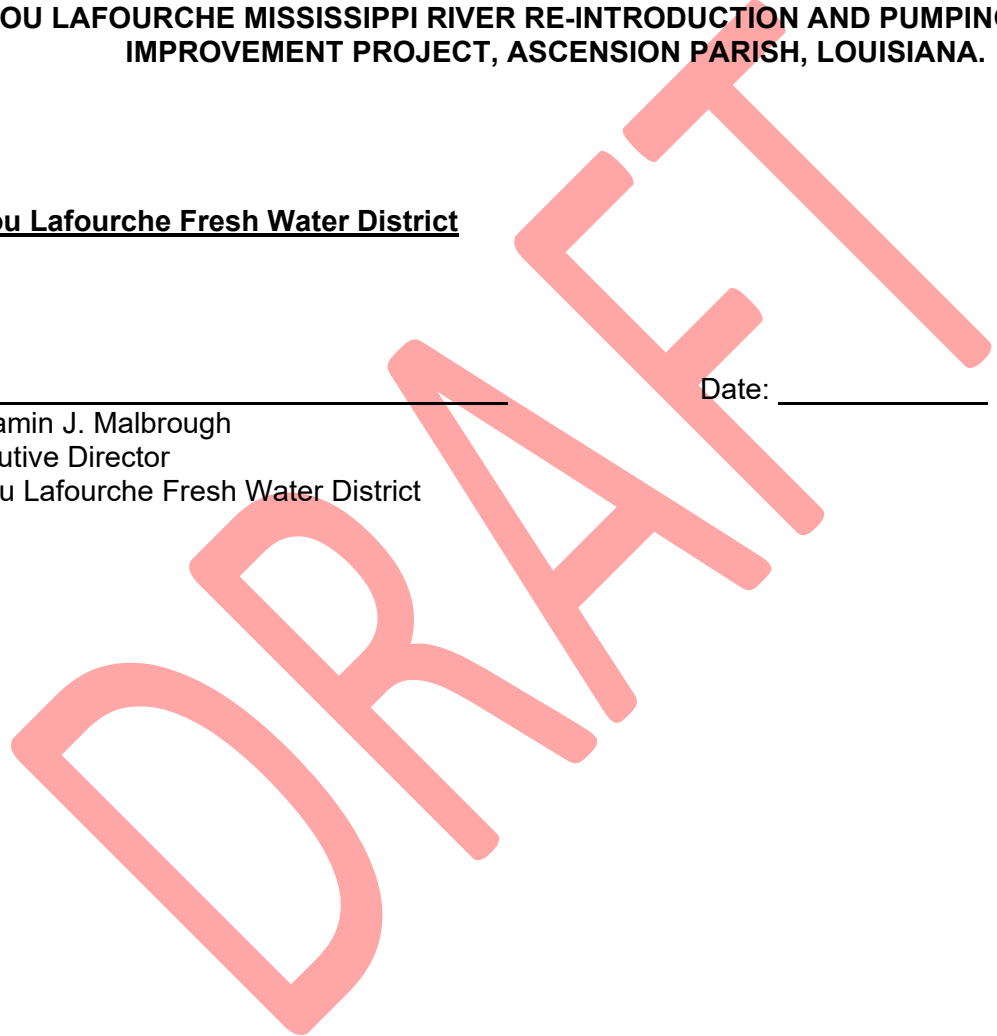 OU LAFOURCHE MISSISSIPPI RIVER RE-INTRODUCTION AND PUMPING
IMPROVEMENT PROJECT, ASCENSION PARISH, LOUISIANA.
ou Lafourche Fresh Water District
Date:
amin J. Malbrough
utive Director
u Lafourche Fresh Water District
DRAFT